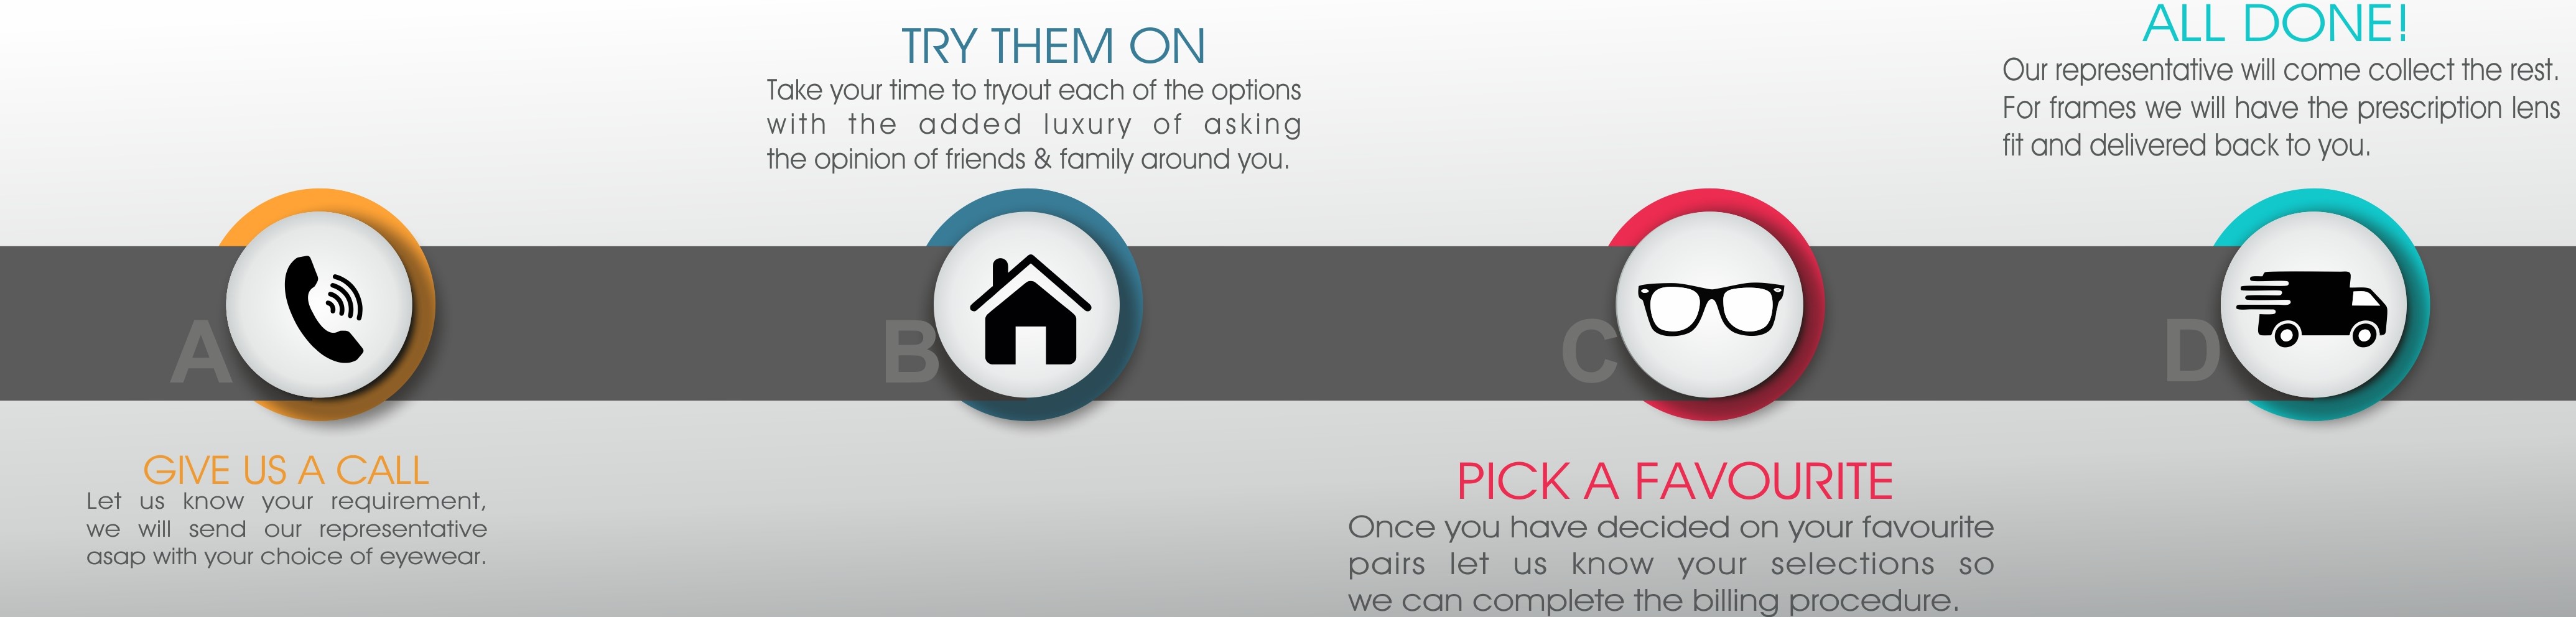 A
GIVE US A CALL
Let us know your requirement,
we will send our representative
asap with your choice of eyewear.
B
TRY THEM ON
Take your time to tryout each of the options
with the added luxury of asking
the opinion of friends & family around you.
C
PICK A FAVOURITE
Once you have decided on your favourite
pairs let us know your selections so
we can complete the billing procedure.
D
ALL DONE!
Our representative will come collect the rest.
For frames we will have the prescription lens
fit and delivered back to you.